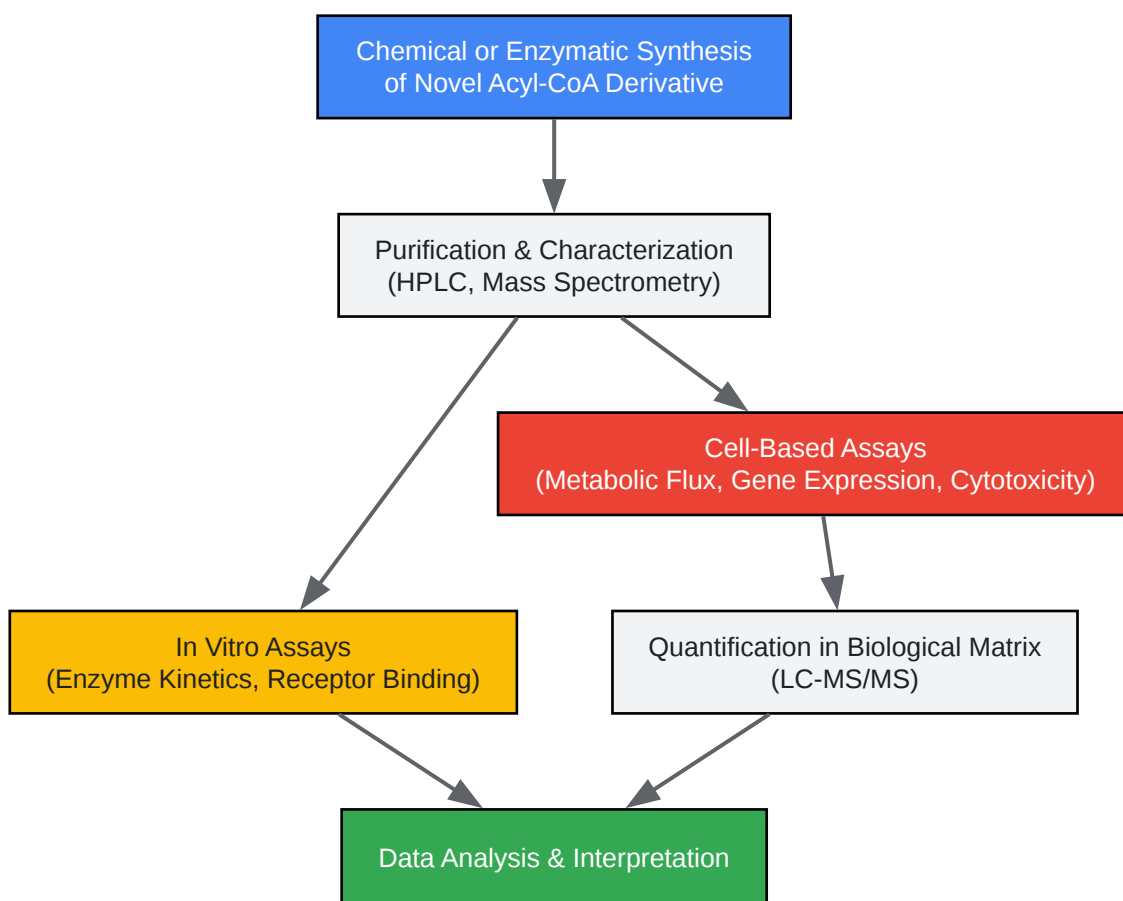 Chemical or Enzymatic Synthesis
of Novel Acyl-CoA Derivative
Purification & Characterization
(HPLC, Mass Spectrometry)
Cell-Based Assays
(Metabolic Flux, Gene Expression, Cytotoxicity)
In Vitro Assays
(Enzyme Kinetics, Receptor Binding)
Quantification in Biological Matrix
(LC-MS/MS)
Data Analysis & Interpretation